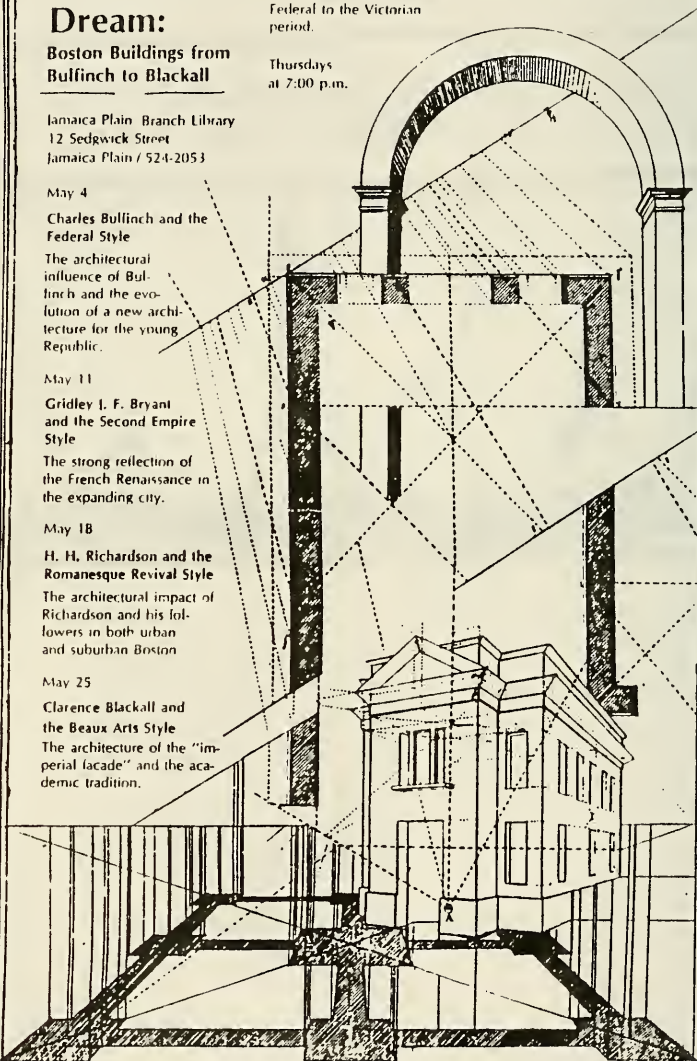 Dream:
Boston Buildings from
Bulfinch to Blackall
Federal to the Victorian
period.
Thursdays
at 7:00 p.m.
Jamaica Plain Branch Library
12 Sedgwick Street
Jamaica Plain / 524-2053
May 4
Charles Bulfinch and the
Federal Style
The architectural
influence of Bul-
finch and the evo-
lution of a new archi-
tecture for the young
Republic.
May 11
Gridley J. F. Bryant
and the Second Empire
Style
The strong reflection of
the French Renaissance in
the expanding city.
May 18
H. H. Richardson and the
Romanesque Revival Style
The architectural impact of
Richardson and his fol-
lowers in both urban
and suburban Boston
May 25
Clarence Blackall and
the Beaux Arts Style
The architecture of the "im-
perial facade" and the aca-
demic tradition.